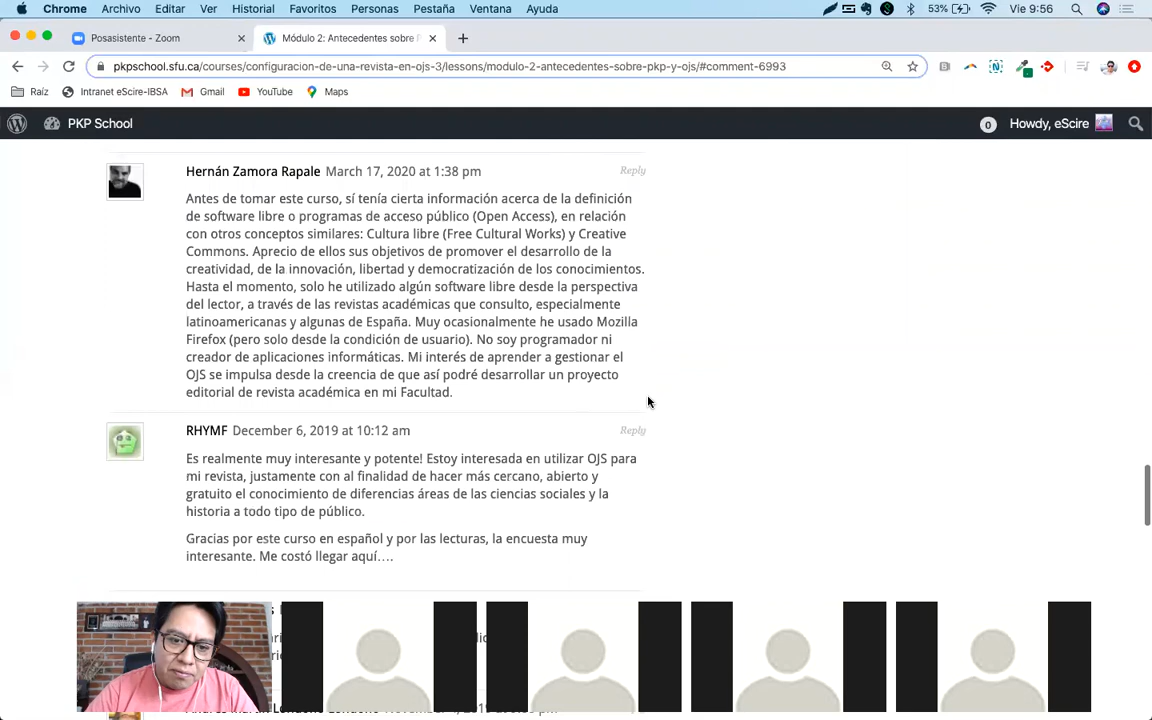 Chrome Archivo Editar Ver Historial Favoritos Personas Pestaña Ventana Ayuda 53% Vie 9:56
Posasistente - Zoom Módulo 2: Antecedentes sobre
pkpschool.sfu.ca/courses/configuracion-de-una-revista-en-ojs-3/lessons/modulo-2-antecedentes-sobre-pkp-y-ojs/#comment-6993
Raíz Intranet eScire-IBSA Gmail YouTube Maps
PKP School 0 Howdy, eScire
Hernán Zamora Rapale March 17, 2020 at 1:38 pm Reply
Antes de tomar este curso, sí tenía cierta información acerca de la definición
de software libre o programas de acceso público (Open Access), en relación
con otros conceptos similares: Cultura libre (Free Cultural Works) y Creative
Commons. Aprecio de ellos sus objetivos de promover el desarrollo de la
creatividad, de la innovación, libertad y democratización de los conocimientos.
Hasta el momento, solo he utilizado algún software libre desde la perspectiva
del lector, a través de las revistas académicas que consulto, especialmente
latinoamericanas y algunas de España. Muy ocasionalmente he usado Mozilla
Firefox (pero solo desde la condición de usuario). No soy programador ni
creador de aplicaciones informáticas. Mi interés de aprender a gestionar el
OJS se impulsa desde la creencia de que así podré desarrollar un proyecto
editorial de revista académica en mi Facultad.
RHYMF December 6, 2019 at 10:12 am Reply
Es realmente muy interesante y potente! Estoy interesada en utilizar OJS para
mi revista, justamente con al finalidad de hacer más cercano, abierto y
gratuito el conocimiento de diferencias áreas de las ciencias sociales y la
historia a todo tipo de público.
Gracias por este curso en español y por las lecturas, la encuesta muy
interesante. Me costó llegar aquí….